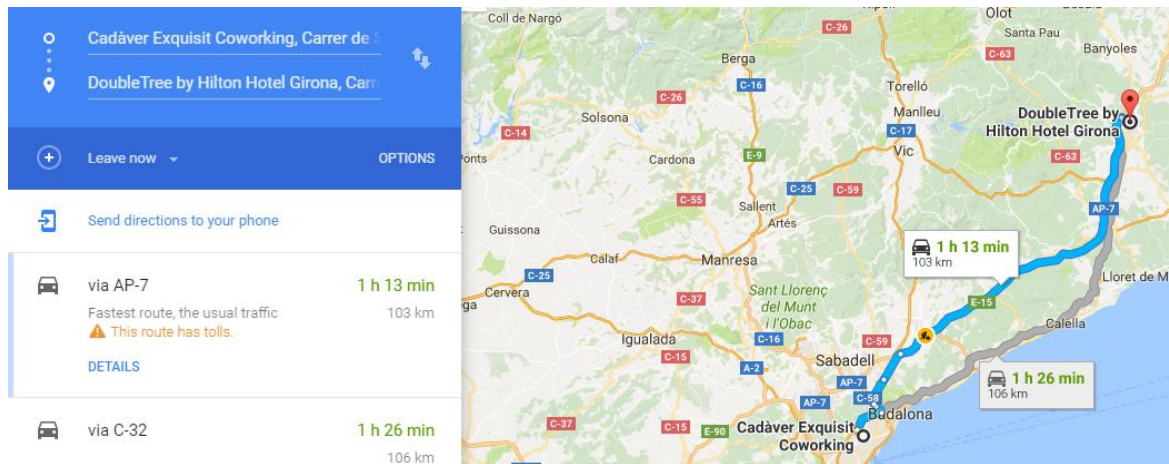 Cadàver Exquisit Coworking, Carrer de
DoubleTree by Hilton Hotel Girona, Carr
Leave now
OPTIONS
Send directions to your phone
via AP-7
1 h 13 min
Fastest route, the usual traffic
103 km
This route has tolls.
DETAILS
via C-32
1 h 26 min
106 km
Coll de Nargó
C-26
Olot
Santa Pau
Berga
C-63
Banyoles
C-16
Torelló
C-26
Manlleu
DoubleTree by
Hilton Hotel Girona
Solsona
C-14
C-17
Vic
Cardona
E-9
C-63
C-25
C-59
C-55
Sallent
AP-7
Artés
Guissona
1 h 13 min
103 km
Calaf
Manresa
C-25
Lloret de M
Cervera
Sant Llorenç
del Munt
i l'Obac
C-37
E-15
Calella
Igualada
C-16
C-59
C-15
Sabadell
A-2
AP-7
1 h 26 min
106 km
AP-7
C-58
Badalona
C-37
C-15
E-90
Cadàver Exquisit
Coworking